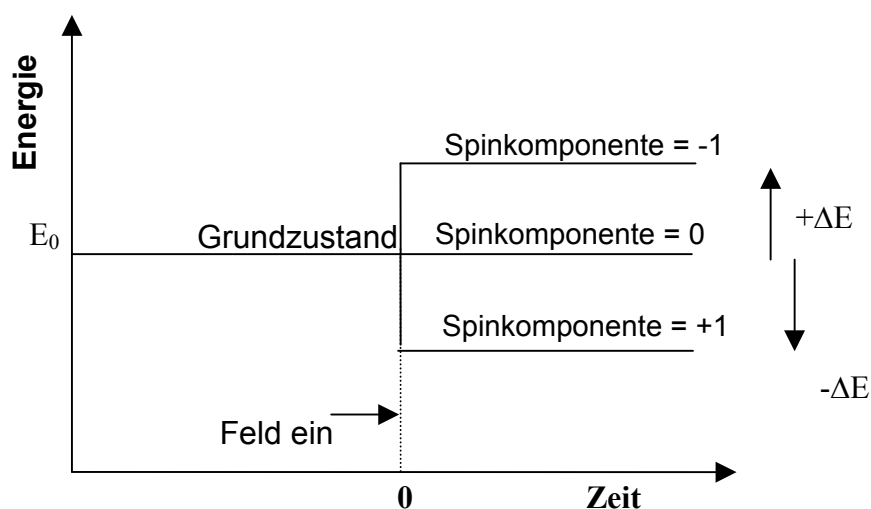 Energie
Spinkomponente = -1
+ΔE
E₀
Grundzustand
Spinkomponente = 0
Spinkomponente = +1
-ΔE
Feld ein
0
Zeit